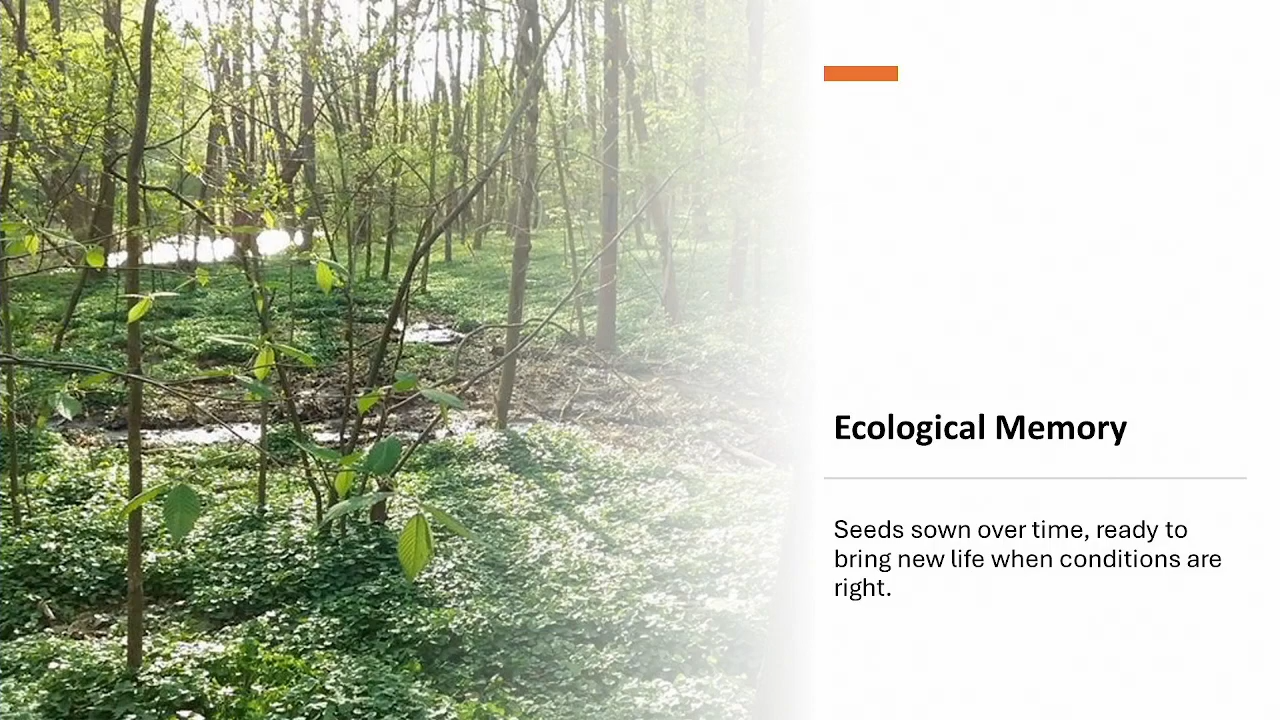 Ecological Memory
Seeds sown over time, ready to
bring new life when conditions are
right.